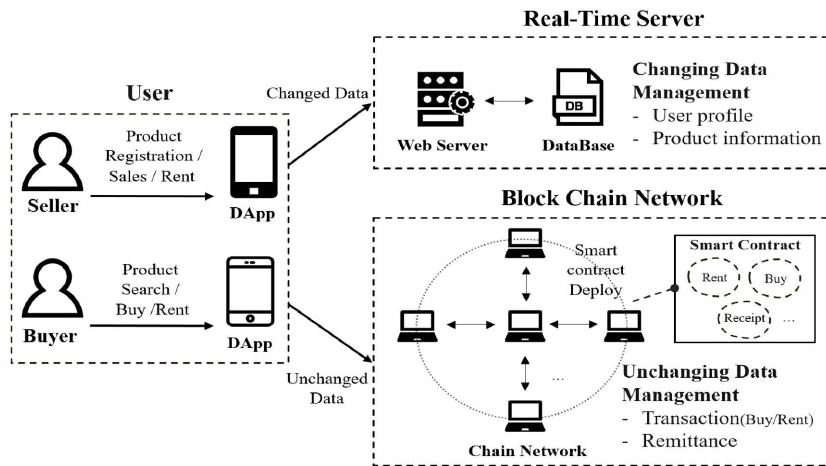 Real-Time Server
User
Changed Data
Product
Registration /
Sales / Rent
Seller
DApp
Web Server
DB
DataBase
Changing Data
Management
- User profile
- Product information
Block Chain Network
Product
Search /
Buy /Rent
Buyer
DApp
Unchanged
Data
Smart
contract
Deploy
...
Chain Network
Smart Contract
Rent
Buy
Receipt
...
Unchanging Data
Management
- Transaction(Buy/Rent)
- Remittance